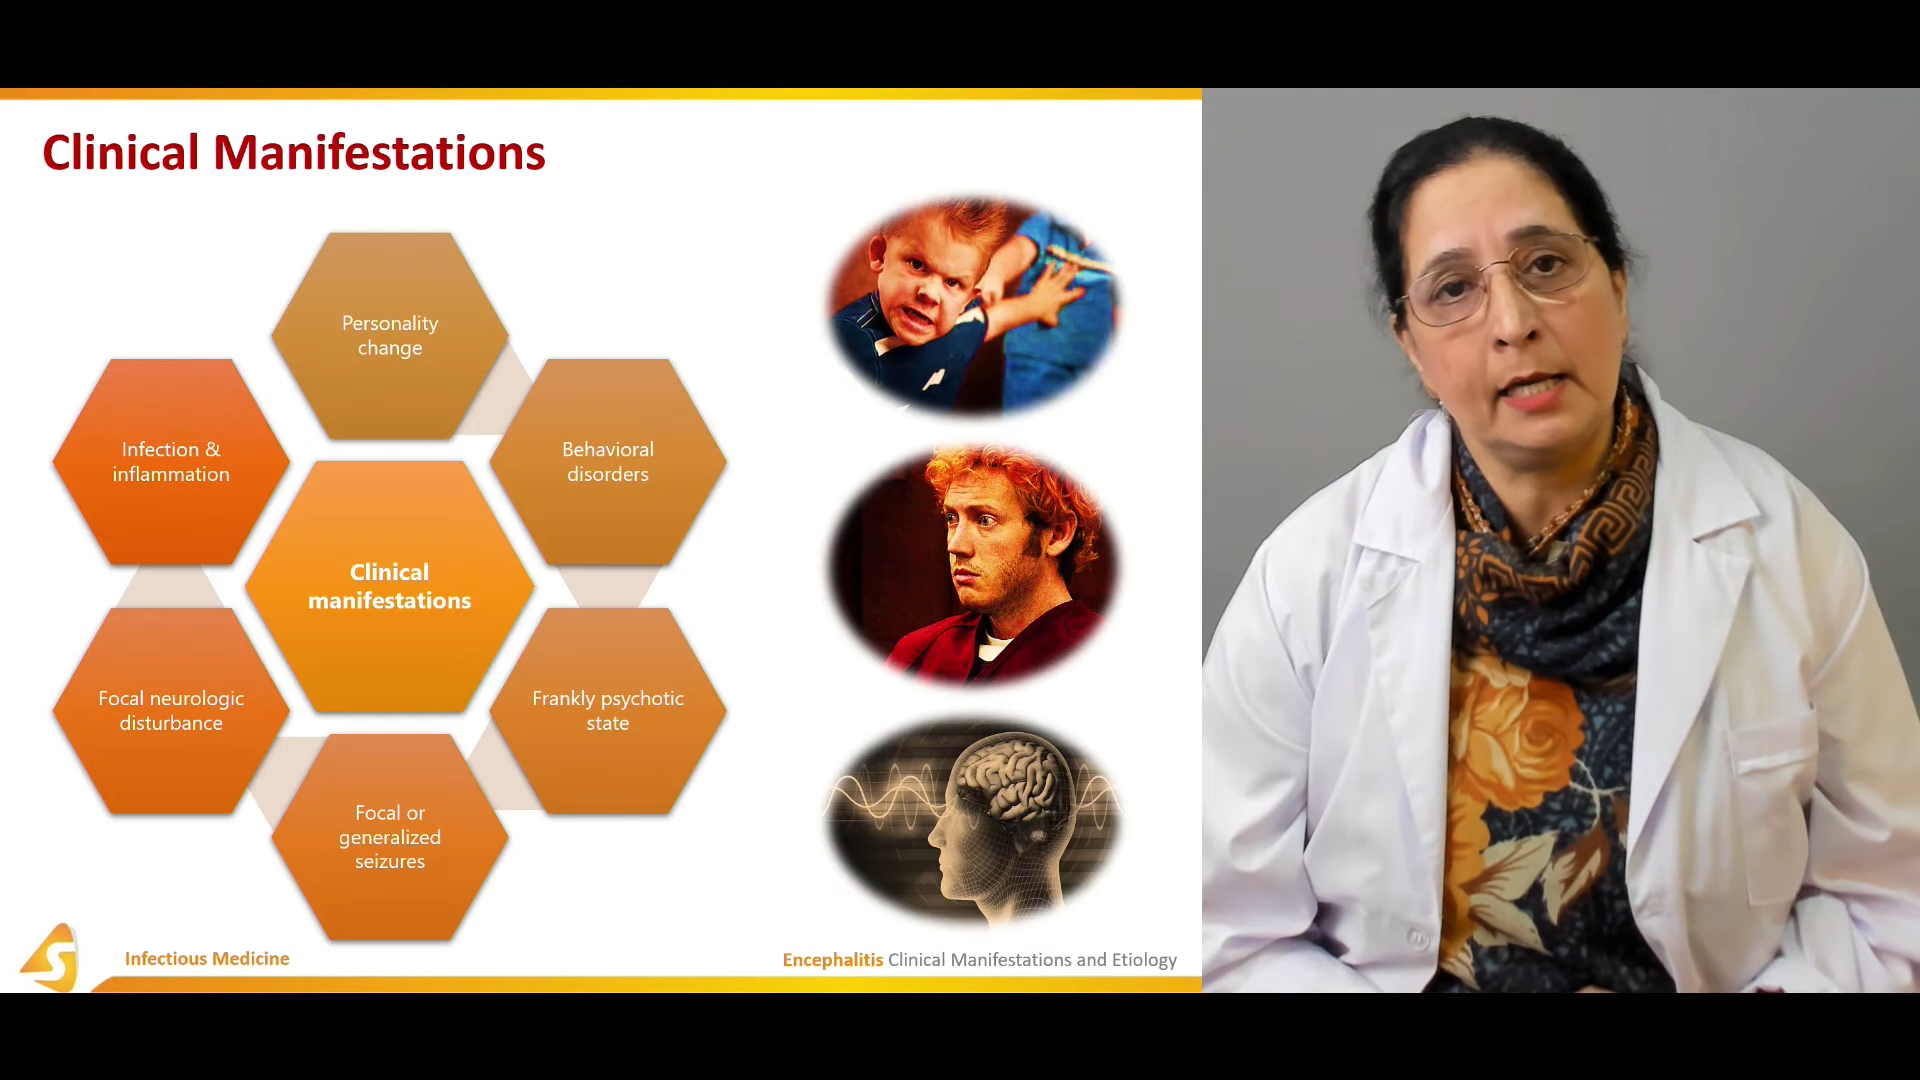 Clinical Manifestations
Personality
change
Behavioral
disorders
Frankly psychotic
state
Focal or
generalized
seizures
Focal neurologic
disturbance
Infection &
inflammation
Clinical
manifestations
S
Infectious Medicine
Encephalitis Clinical Manifestations and Etiology